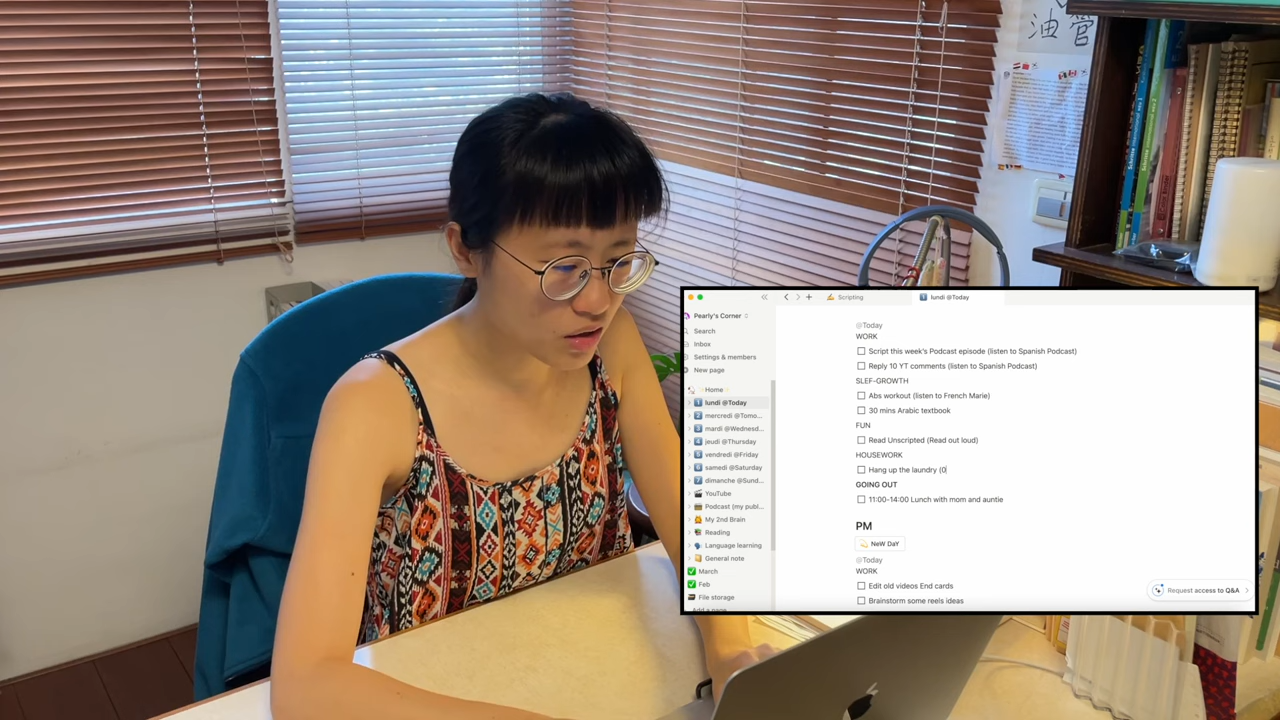 油管
Pearly's Corner
Search
Inbox
Settings & members
New page
Home
lundi @Today
mercredi @Tomo...
mardi @Wednesd...
jeudi @Thursday
vendredi @Friday
samedi @Saturday
dimanche @Sund...
YouTube
Podcast (my publ...
My 2nd Brain
Reading
Language learning
General note
March
Feb
File storage
Add a page
Scripting
lundi @Today
@Today
WORK
Script this week's Podcast episode (listen to Spanish Podcast)
Reply 10 YT comments (listen to Spanish Podcast)
SLEF-GROWTH
Abs workout (listen to French Marie)
30 mins Arabic textbook
FUN
Read Unscripted (Read out loud)
HOUSEWORK
Hang up the laundry (0
GOING OUT
11:00-14:00 Lunch with mom and auntie
PM
NeW DaY
@Today
WORK
Edit old videos End cards
Brainstorm some reels ideas
Request access to Q&A